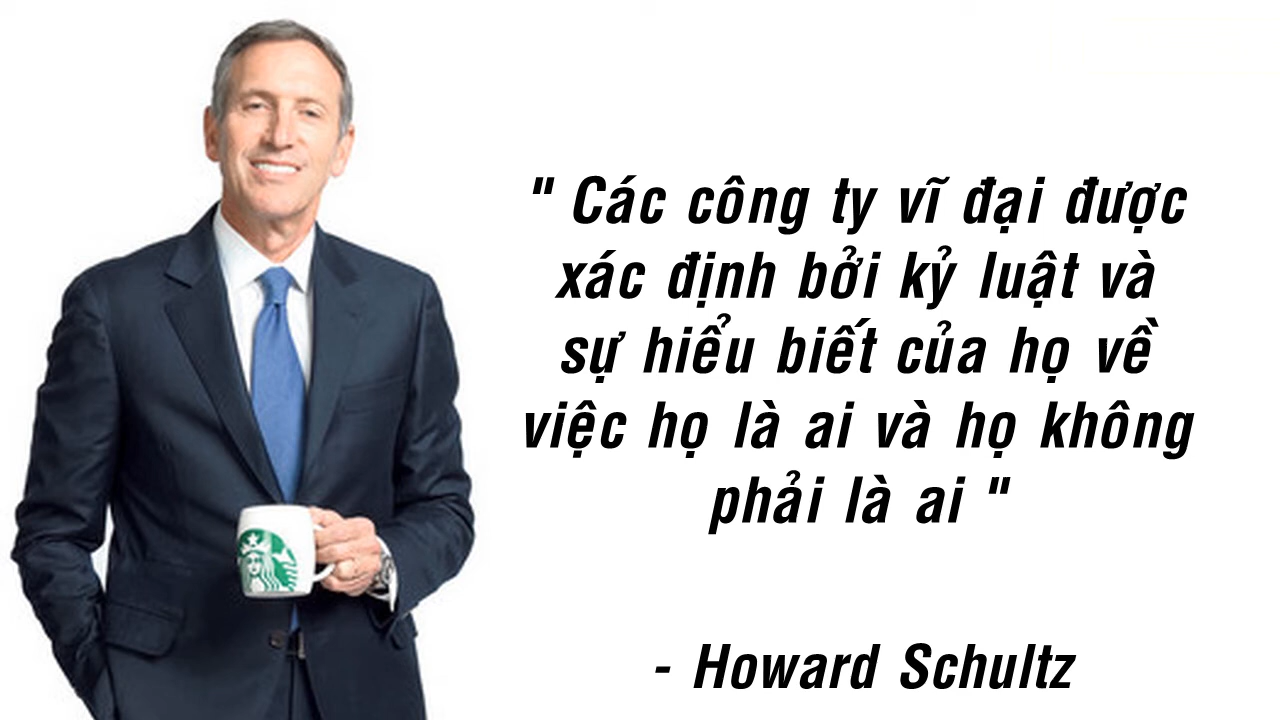 " Các công ty vĩ đại được
xác định bởi kỷ luật và
sự hiểu biết của họ về
việc họ là ai và họ không
phải là ai "
- Howard Schultz